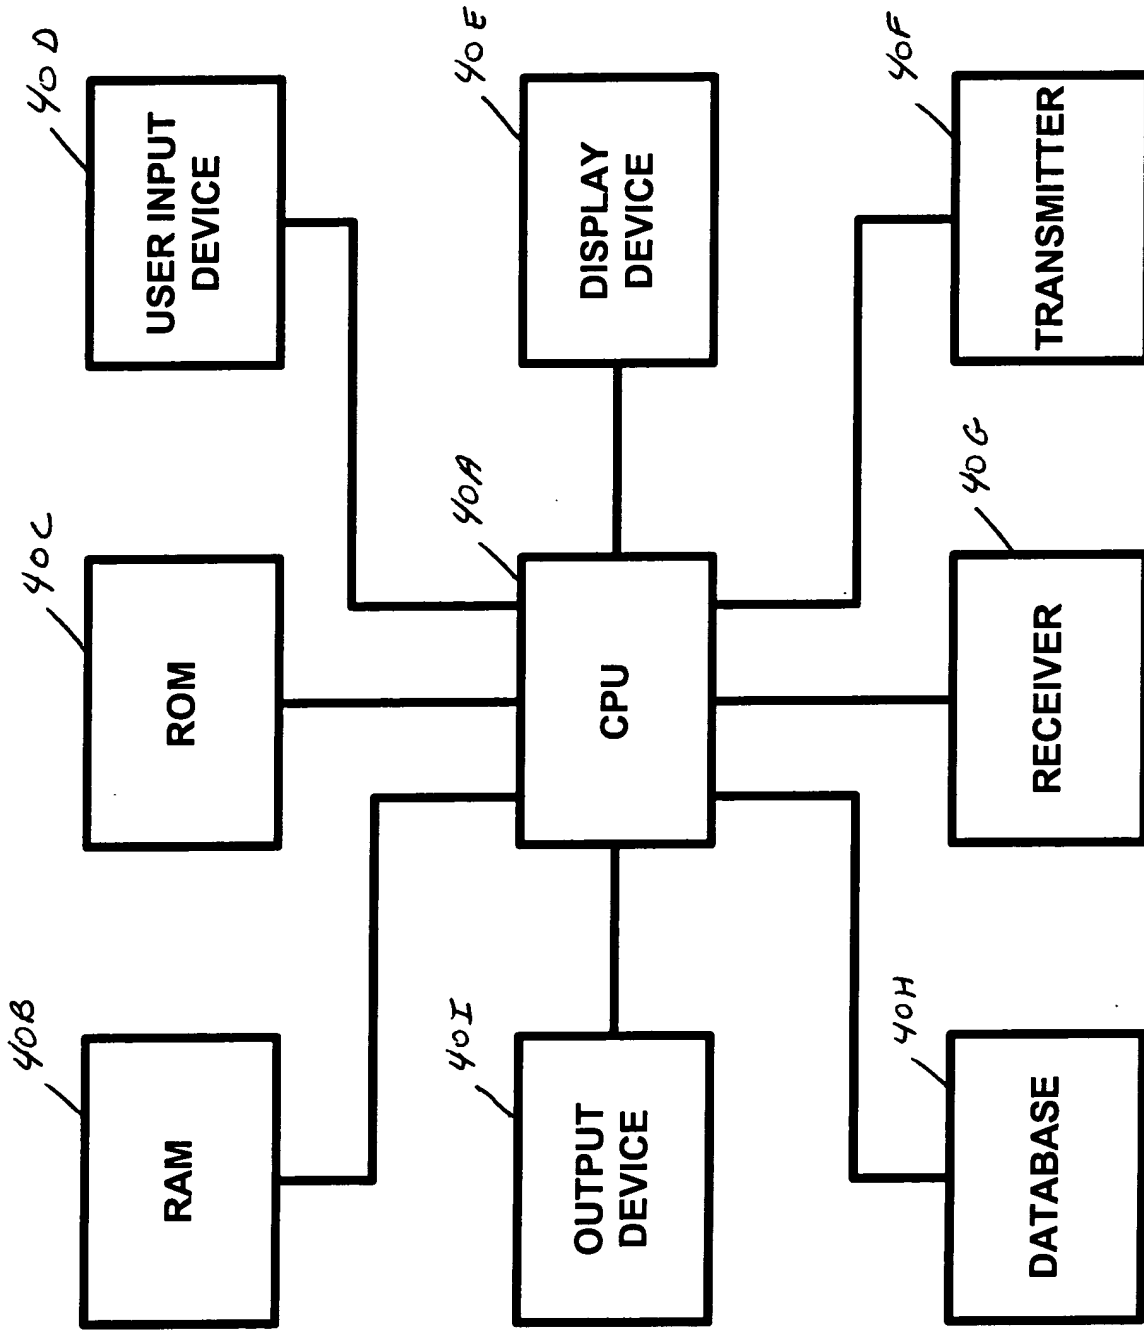 40B
RAM
40C
ROM
40D
USER INPUT
DEVICE
40I
OUTPUT
DEVICE
40A
CPU
40E
DISPLAY
DEVICE
40H
DATABASE
40G
RECEIVER
40F
TRANSMITTER